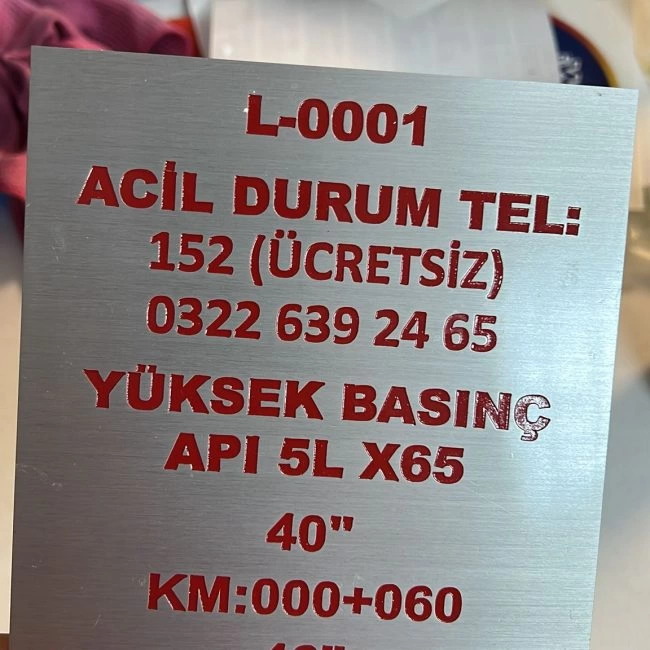 L-0001
ACİL DURUM TEL:
152 (ÜCRETSİZ)
0322 639 24 65
YÜKSEK BASINÇ
API 5L X65
40"
KM:000+060